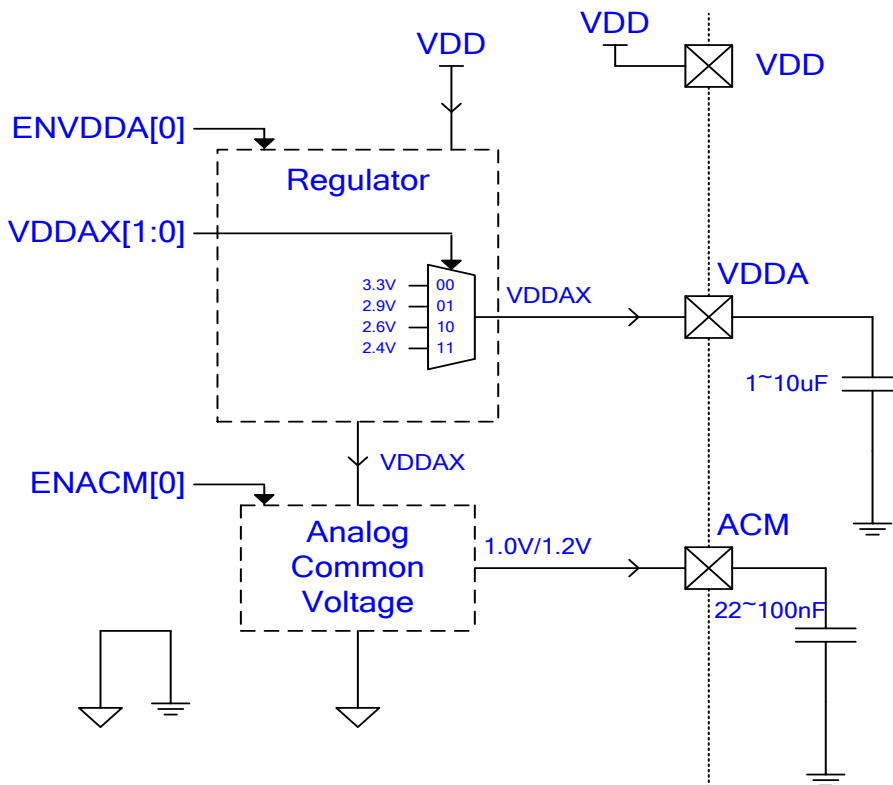 VDD
VDD
VDD
ENVDDA[0]
Regulator
VDDAX[1:0]
VDDA
3.3V 00
2.9V 01
2.6V 10
2.4V 11
VDDAX
1~10uF
VDDAX
ENACM[0]
Analog
Common
Voltage
1.0V/1.2V
ACM
22~100nF